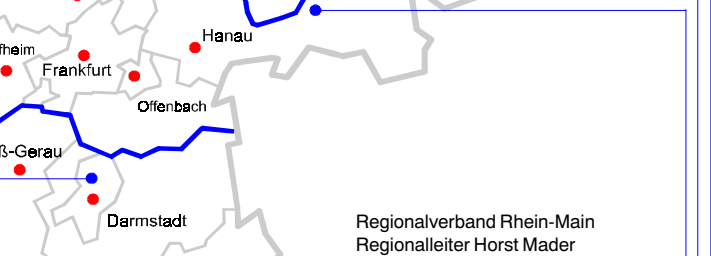 Hanau
fheim
Frankfurt
Offenbach
ß-Gerau
Darmstadt
Regionalverband Rhein-Main
Regionalleiter Horst Mader